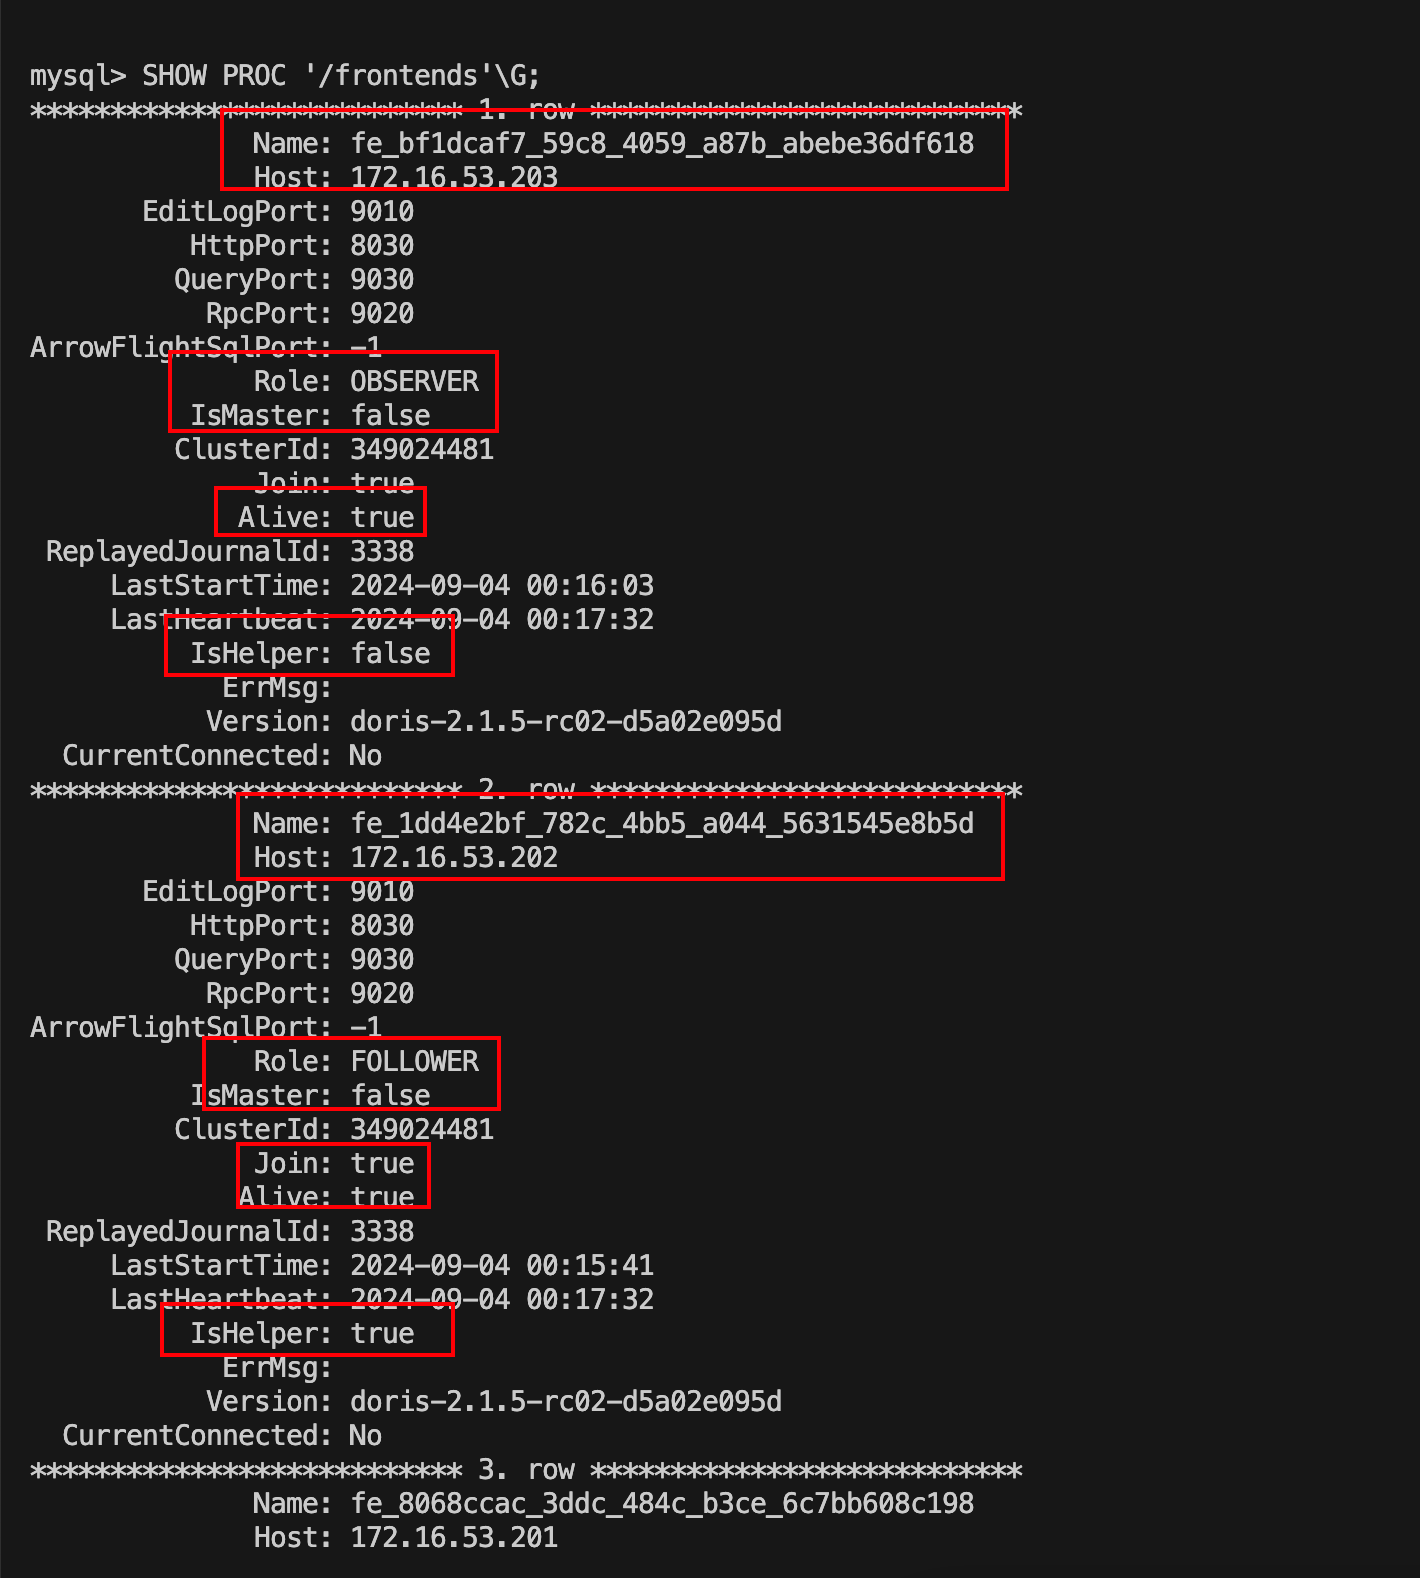 mysql> SHOW PROC '/frontends'\G;
*************************** 1. row ***************************
Name: fe_bf1dcaf7_59c8_4059_a87b_abebe36df618
Host: 172.16.53.203
EditLogPort: 9010
HttpPort: 8030
QueryPort: 9030
RpcPort: 9020
ArrowFlightSqlPort: -1
Role: OBSERVER
IsMaster: false
ClusterId: 349024481
Join: true
Alive: true
ReplayedJournalId: 3338
LastStartTime: 2024-09-04 00:16:03
LastHeartbeat: 2024-09-04 00:17:32
IsHelper: false
ErrMsg:
Version: doris-2.1.5-rc02-d5a02e095d
CurrentConnected: No
*************************** 2. row ***************************
Name: fe_1dd4e2bf_782c_4bb5_a044_5631545e8b5d
Host: 172.16.53.202
EditLogPort: 9010
HttpPort: 8030
QueryPort: 9030
RpcPort: 9020
ArrowFlightSqlPort: -1
Role: FOLLOWER
IsMaster: false
ClusterId: 349024481
Join: true
Alive: true
ReplayedJournalId: 3338
LastStartTime: 2024-09-04 00:15:41
LastHeartbeat: 2024-09-04 00:17:32
IsHelper: true
ErrMsg:
Version: doris-2.1.5-rc02-d5a02e095d
CurrentConnected: No
*************************** 3. row ***************************
Name: fe_8068ccac_3ddc_484c_b3ce_6c7bb608c198
Host: 172.16.53.201